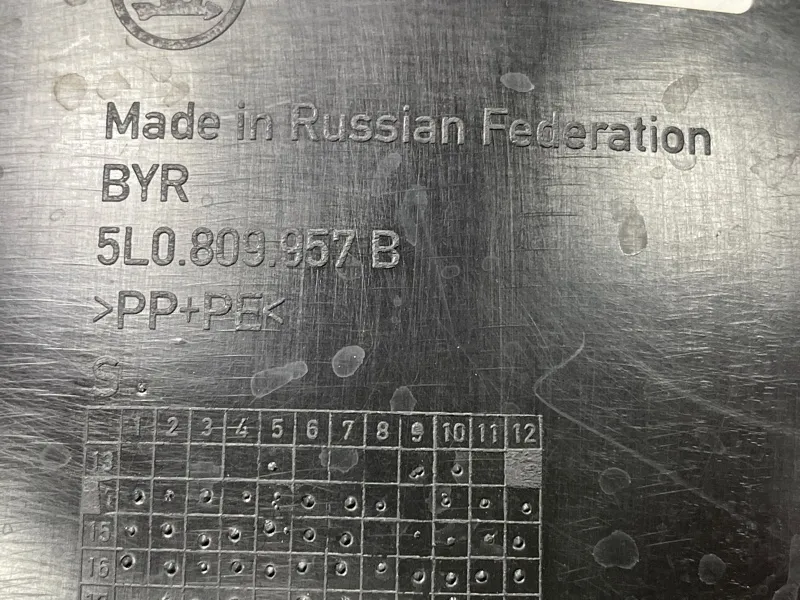 Made in Russian Federation
BYR
5L0.809.957 B
>PP+PE<
S.
1 2 3 4 5 6 7 8 9 10 11 12
13
15
16